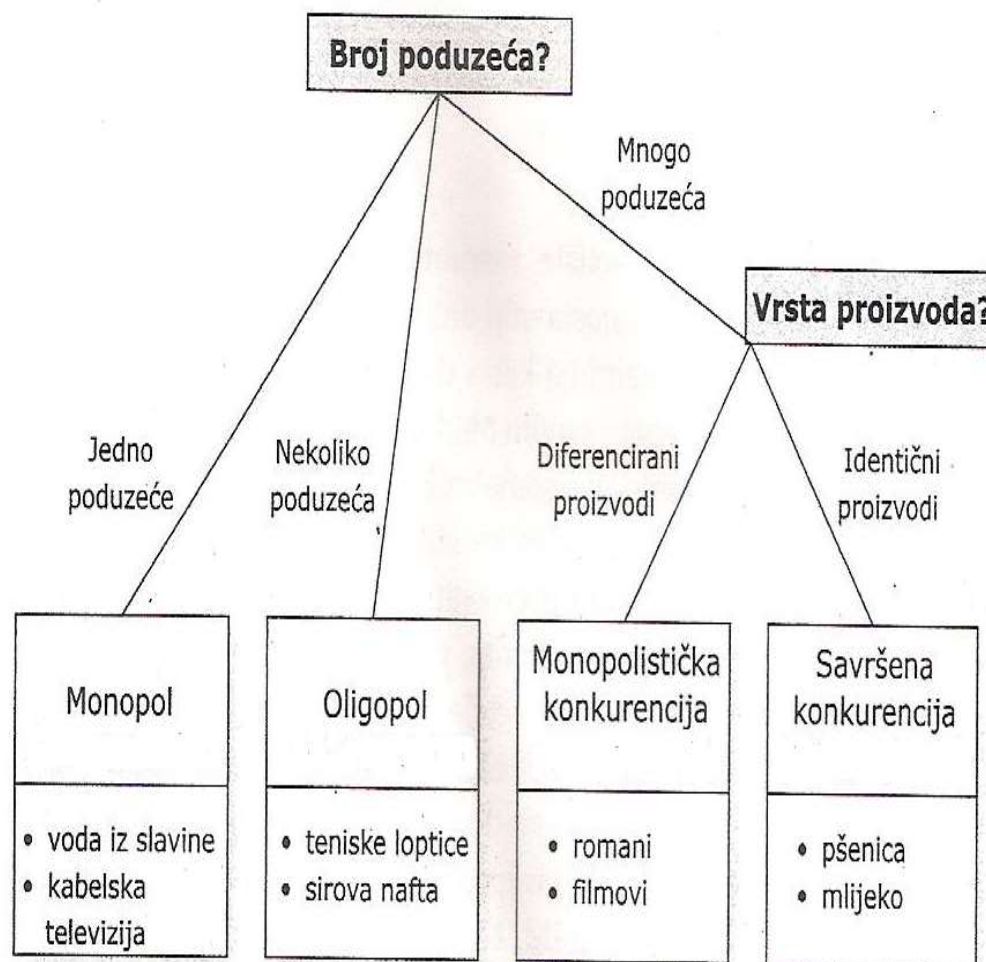 Broj poduzeća?
Mnogo
poduzeća
Vrsta proizvoda?
Jedno
poduzeće
Nekoliko
poduzeća
Diferencirani
proizvodi
Identični
proizvodi
Monopol
Oligopol
Monopolistička
konkurencija
Savršena
konkurencija
• voda iz slavine
• kabelska
televizija
• teniske loptice
• sirova nafta
• romani
• filmovi
• pšenica
• mlijeko